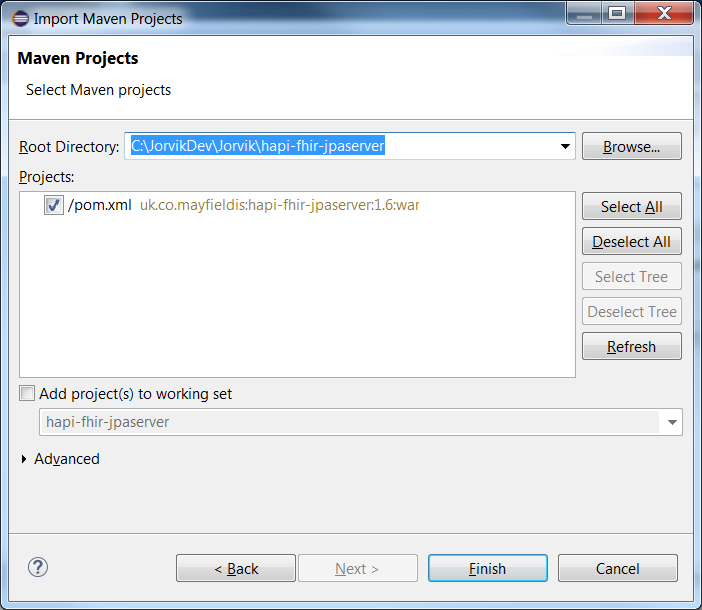 Import Maven Projects
Maven Projects
Select Maven projects
Root Directory: C:\JorvikDev\Jorvik\hapi-fhir-jpaserver Browse...
Projects:
/pom.xml uk.co.mayfieldis:hapi-fhir-jpaserver:1.6:war
Select All
Deselect All
Select Tree
Deselect Tree
Refresh
Add project(s) to working set
hapi-fhir-jpaserver
Advanced
? < Back Next > Finish Cancel